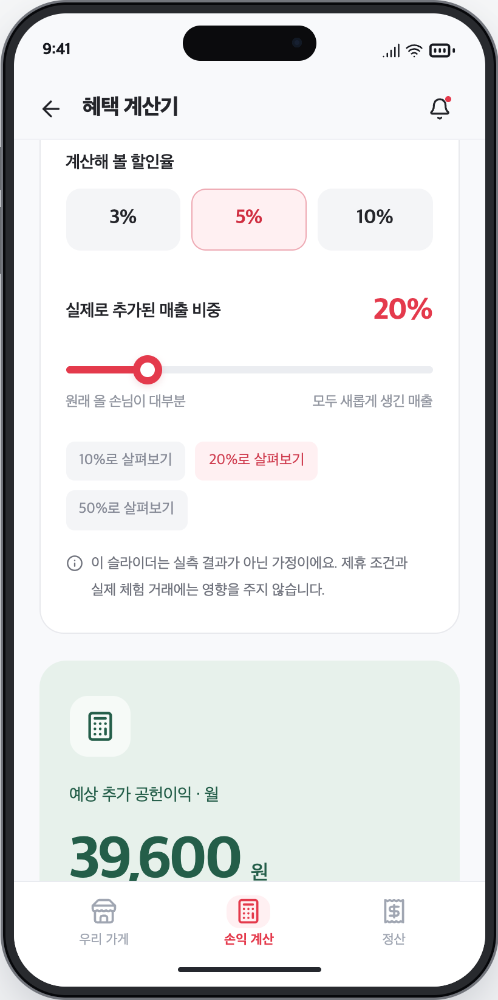 9:41
혜택 계산기
계산해 볼 할인율
3%
5%
10%
실제로 추가된 매출 비중
20%
원래 올 손님이 대부분
모두 새롭게 생긴 매출
10%로 살펴보기
20%로 살펴보기
50%로 살펴보기
이 슬라이더는 실측 결과가 아닌 가정이에요. 제휴 조건과
실제 체험 거래에는 영향을 주지 않습니다.
예상 추가 공헌이익 · 월
39,600 원
우리 가게
손익 계산
정산